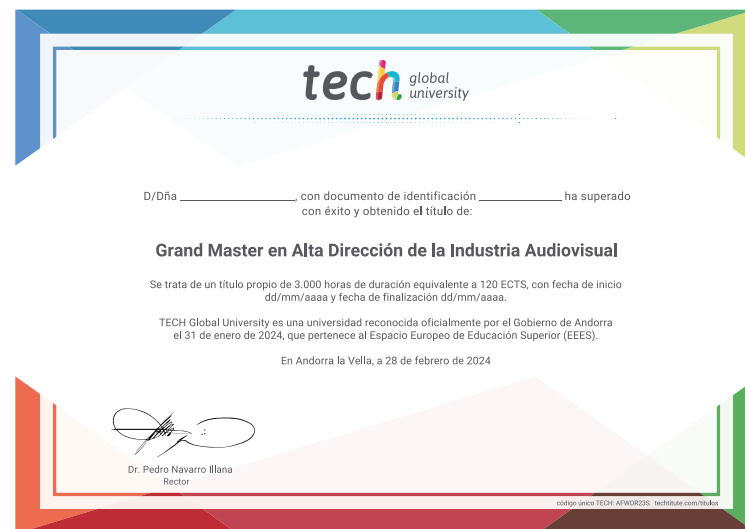 tech global university
D/Dña ____________________, con documento de identificación ______________ ha superado
con éxito y obtenido el título de:
Grand Master en Alta Dirección de la Industria Audiovisual
Se trata de un título propio de 3.000 horas de duración equivalente a 120 ECTS, con fecha de inicio
dd/mm/aaaa y fecha de finalización dd/mm/aaaa.
TECH Global University es una universidad reconocida oficialmente por el Gobierno de Andorra
el 31 de enero de 2024, que pertenece al Espacio Europeo de Educación Superior (EEES).
En Andorra la Vella, a 28 de febrero de 2024
Dr. Pedro Navarro Illana
Rector
código único TECH: AFWOR23S techtitute.com/titulos